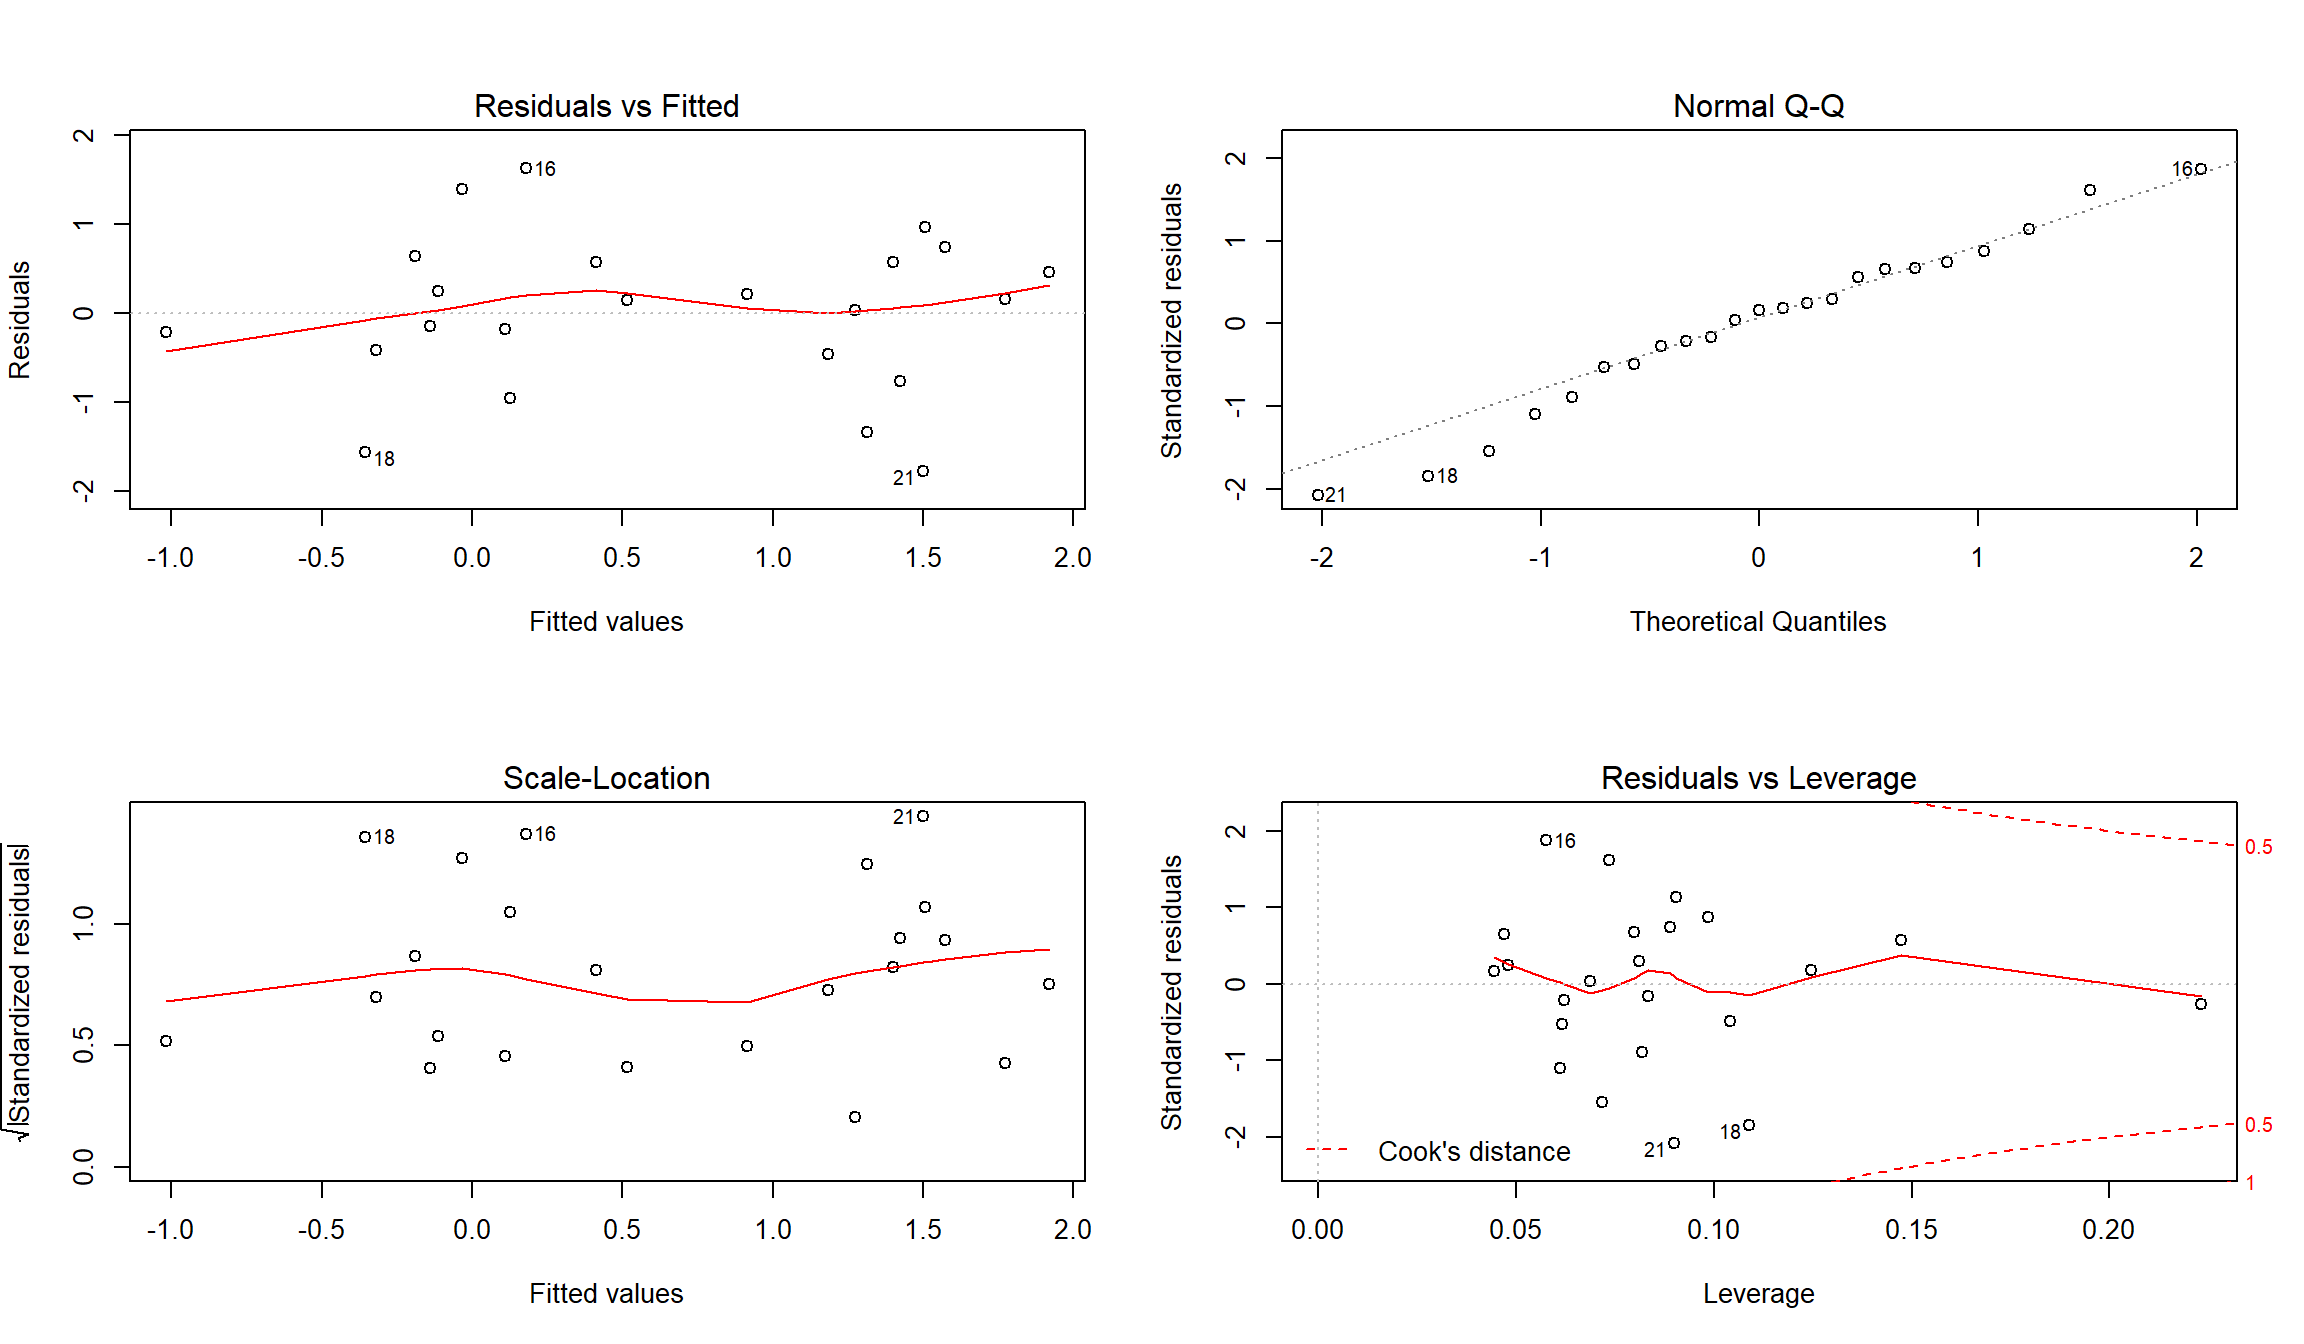 Residuals vs Fitted
Residuals
2
1
0
-1
-2
16
18
21
-1.0 -0.5 0.0 0.5 1.0 1.5 2.0
Fitted values
Normal Q-Q
Standardized residuals
2
1
0
-1
-2
16
18
21
-2 -1 0 1 2
Theoretical Quantiles
Scale-Location
√|Standardized residuals|
1.0
0.5
0.0
18
16
21
-1.0 -0.5 0.0 0.5 1.0 1.5 2.0
Fitted values
Residuals vs Leverage
Standardized residuals
2
1
0
-1
-2
16
21
18
0.5
0.5
1
Cook's distance
0.00 0.05 0.10 0.15 0.20
Leverage